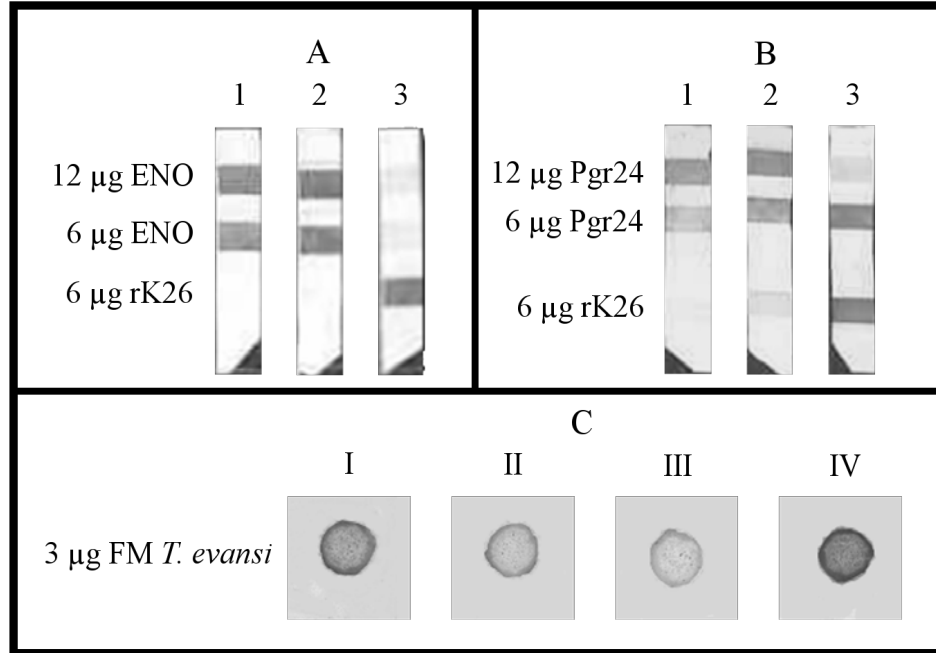 A
1 2 3
12 µg ENO
6 µg ENO
6 µg rK26
B
1 2 3
12 µg Pgr24
6 µg Pgr24
6 µg rK26
C
I II III IV
3 µg FM T. evansi